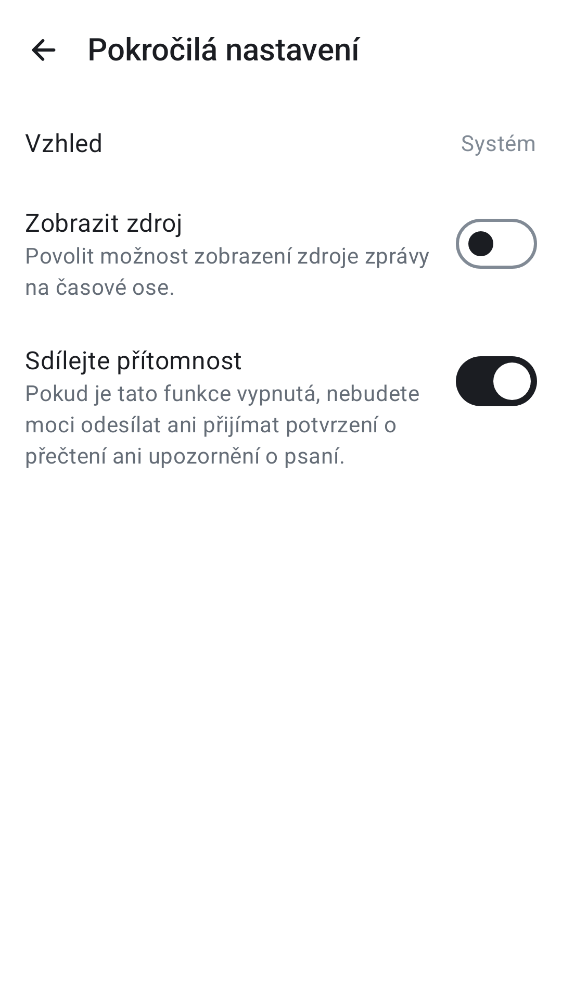 Pokročilá nastavení
Vzhled
Systém
Zobrazit zdroj
Povolit možnost zobrazení zdroje zprávy
na časové ose.
Sdílejte přítomnost
Pokud je tato funkce vypnutá, nebudete
moci odesílat ani přijímat potvrzení o
přečtení ani upozornění o psaní.